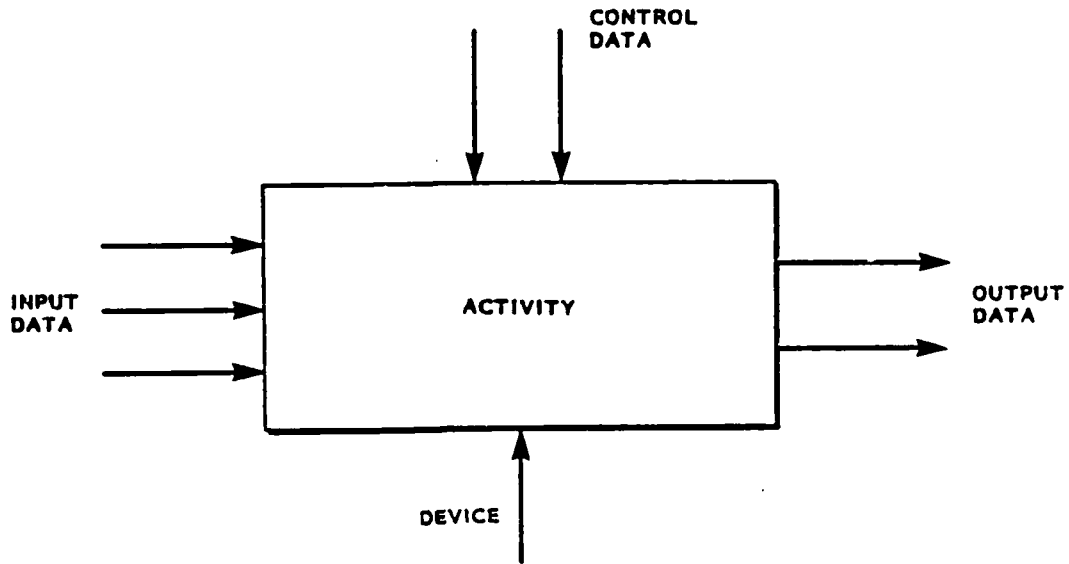 CONTROL
DATA
INPUT
DATA
ACTIVITY
OUTPUT
DATA
DEVICE